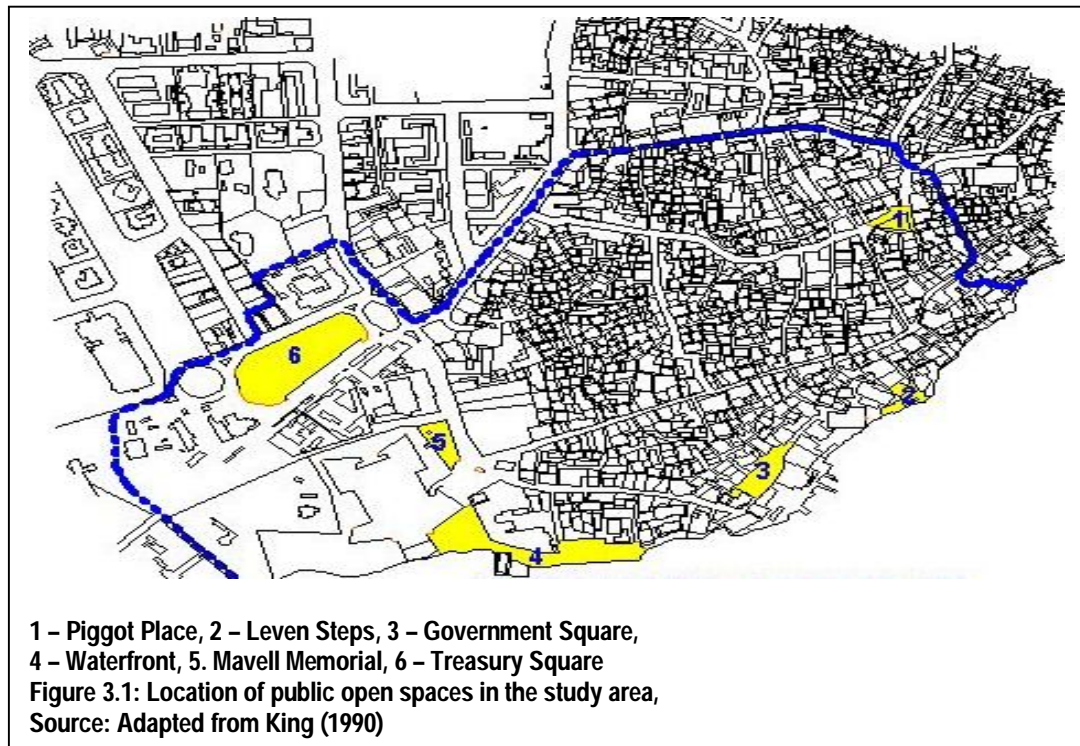 1
6
2
5
3
4
1 – Piggot Place, 2 – Leven Steps, 3 – Government Square,
4 – Waterfront, 5. Mavell Memorial, 6 – Treasury Square
Figure 3.1: Location of public open spaces in the study area,
Source: Adapted from King (1990)